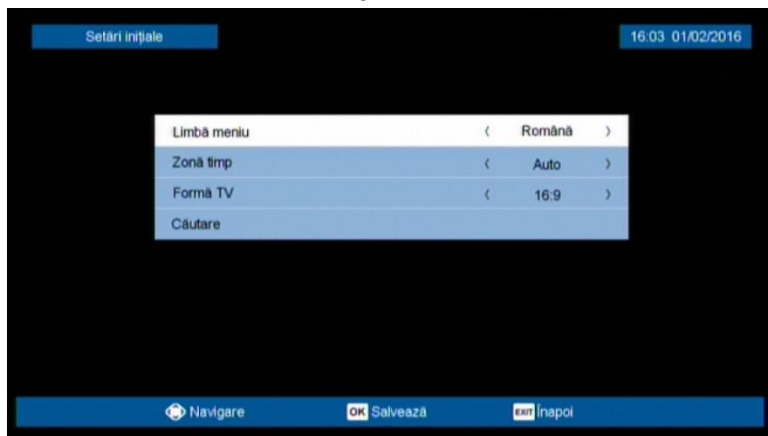 Setări inițiale
16:03 01/02/2016
Limbă meniu 〈 Română 〉
Zonă timp 〈 Auto 〉
Formă TV 〈 16:9 〉
Căutare
Navigare OK Salvează EXIT Înapoi